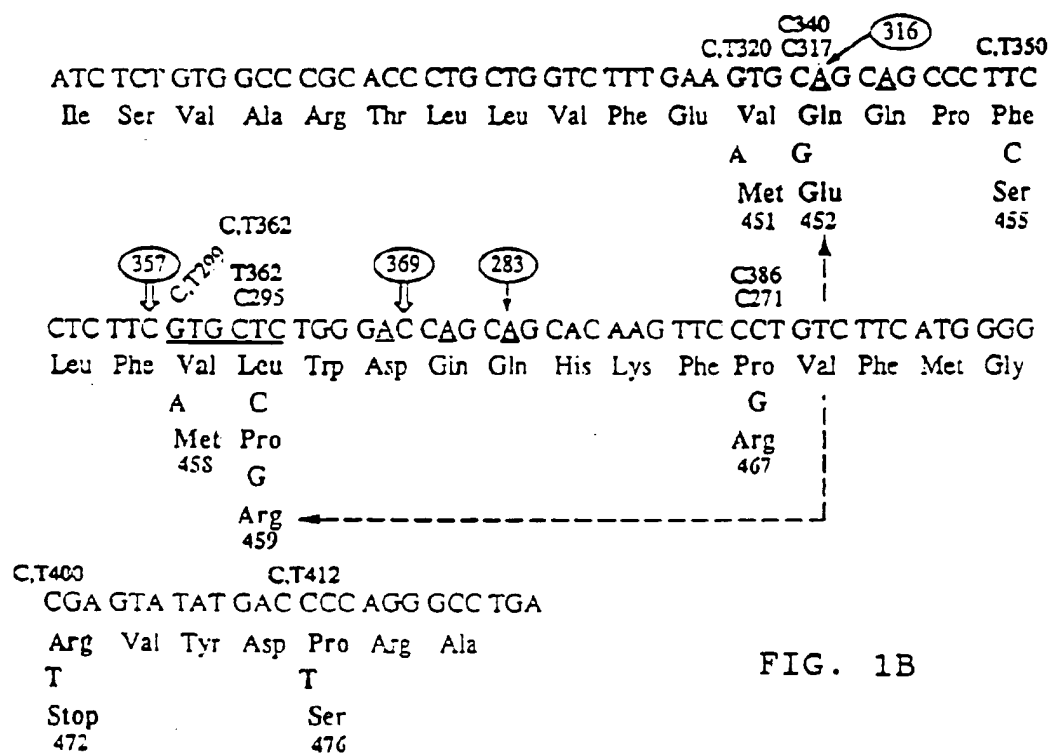 C340
C,T320 C317 316 C,T350
ATC TCT GTG GCC CGC ACC CTG CTG GTC TTT GAA GTG CAG CAG CCC TTC
Ile Ser Val Ala Arg Thr Leu Leu Val Phe Glu Val Gln Gln Pro Phe
A G C
Met Glu Ser
451 452 455
C,T362
357 C,T299 T362 369 283 C386
C295 C271
CTC TTC GTG CTC TGG GAC CAG CAG CAC AAG TTC CCT GTC TTC ATG GGG
Leu Phe Val Leu Trp Asp Gln Gln His Lys Phe Pro Val Phe Met Gly
A C G
Met Pro Arg
458 467
G
Arg
459
C,T400 C,T412
CGA GTA TAT GAC CCC AGG GCC TGA
Arg Val Tyr Asp Pro Arg Ala
T T
Stop Ser
472 476
FIG. 1B